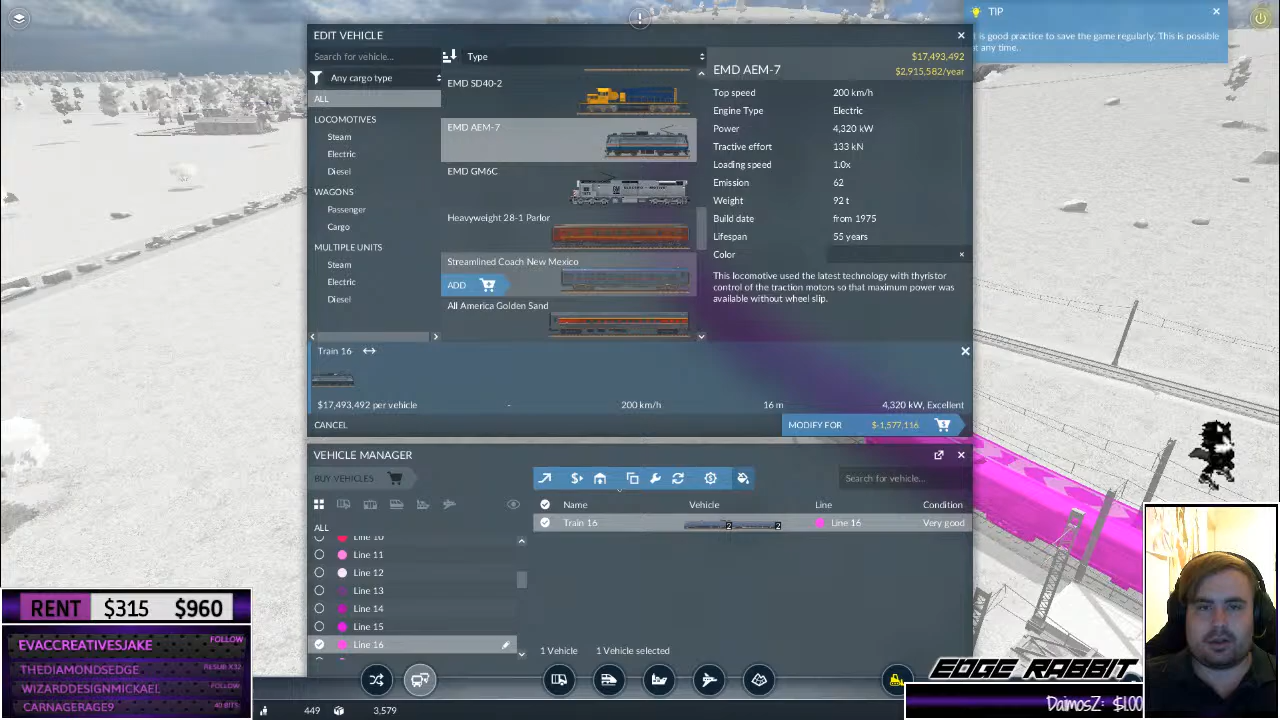 TIP
is good practice to save the game regularly. This is possible
at any time.
EDIT VEHICLE
Search for vehicle...
Type
Any cargo type
ALL
LOCOMOTIVES
Steam
Electric
Diesel
WAGONS
Passenger
Cargo
MULTIPLE UNITS
Steam
Electric
Diesel
EMD SD40-2
EMD AEM-7
EMD GM6C
Heavyweight 28-1 Parlor
Streamlined Coach New Mexico
ADD
All America Golden Sand
$17,493,492
$2,915,582/year
EMD AEM-7
Top speed 200 km/h
Engine Type Electric
Power 4,320 kW
Tractive effort 133 kN
Loading speed 1.0x
Emission 62
Weight 92 t
Build date from 1975
Lifespan 55 years
Color
This locomotive used the latest technology with thyristor
control of the traction motors so that maximum power was
available without wheel slip.
Train 16
$17,493,492 per vehicle - 200 km/h 16 m 4,320 kW, Excellent
CANCEL
MODIFY FOR $-1,577,116
VEHICLE MANAGER
BUY VEHICLES
Search for vehicle...
Name Vehicle Line Condition
Train 16 2 2 Line 16 Very good
ALL
Line 10
Line 11
Line 12
Line 13
Line 14
Line 15
Line 16
1 Vehicle 1 Vehicle selected
449 3,579
RENT $315 $960
EVACCREATIVESJAKE FOLLOW
THEDIAMONDSEDGE RESUB X32
WIZARDDESIGNMICKAEL FOLLOW
CARNAGERAGE9 40 BITS
EDGE RABBIT
DaimosZ: $1.00